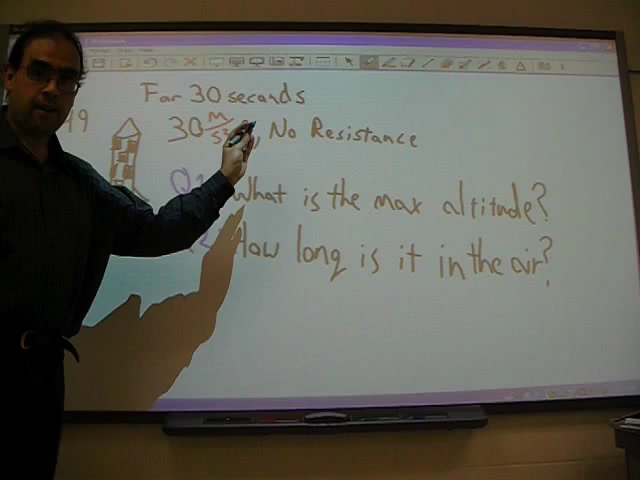 For 30 seconds
49
30 m/s² No Resistance
What is the max altitude?
How long is it in the air?